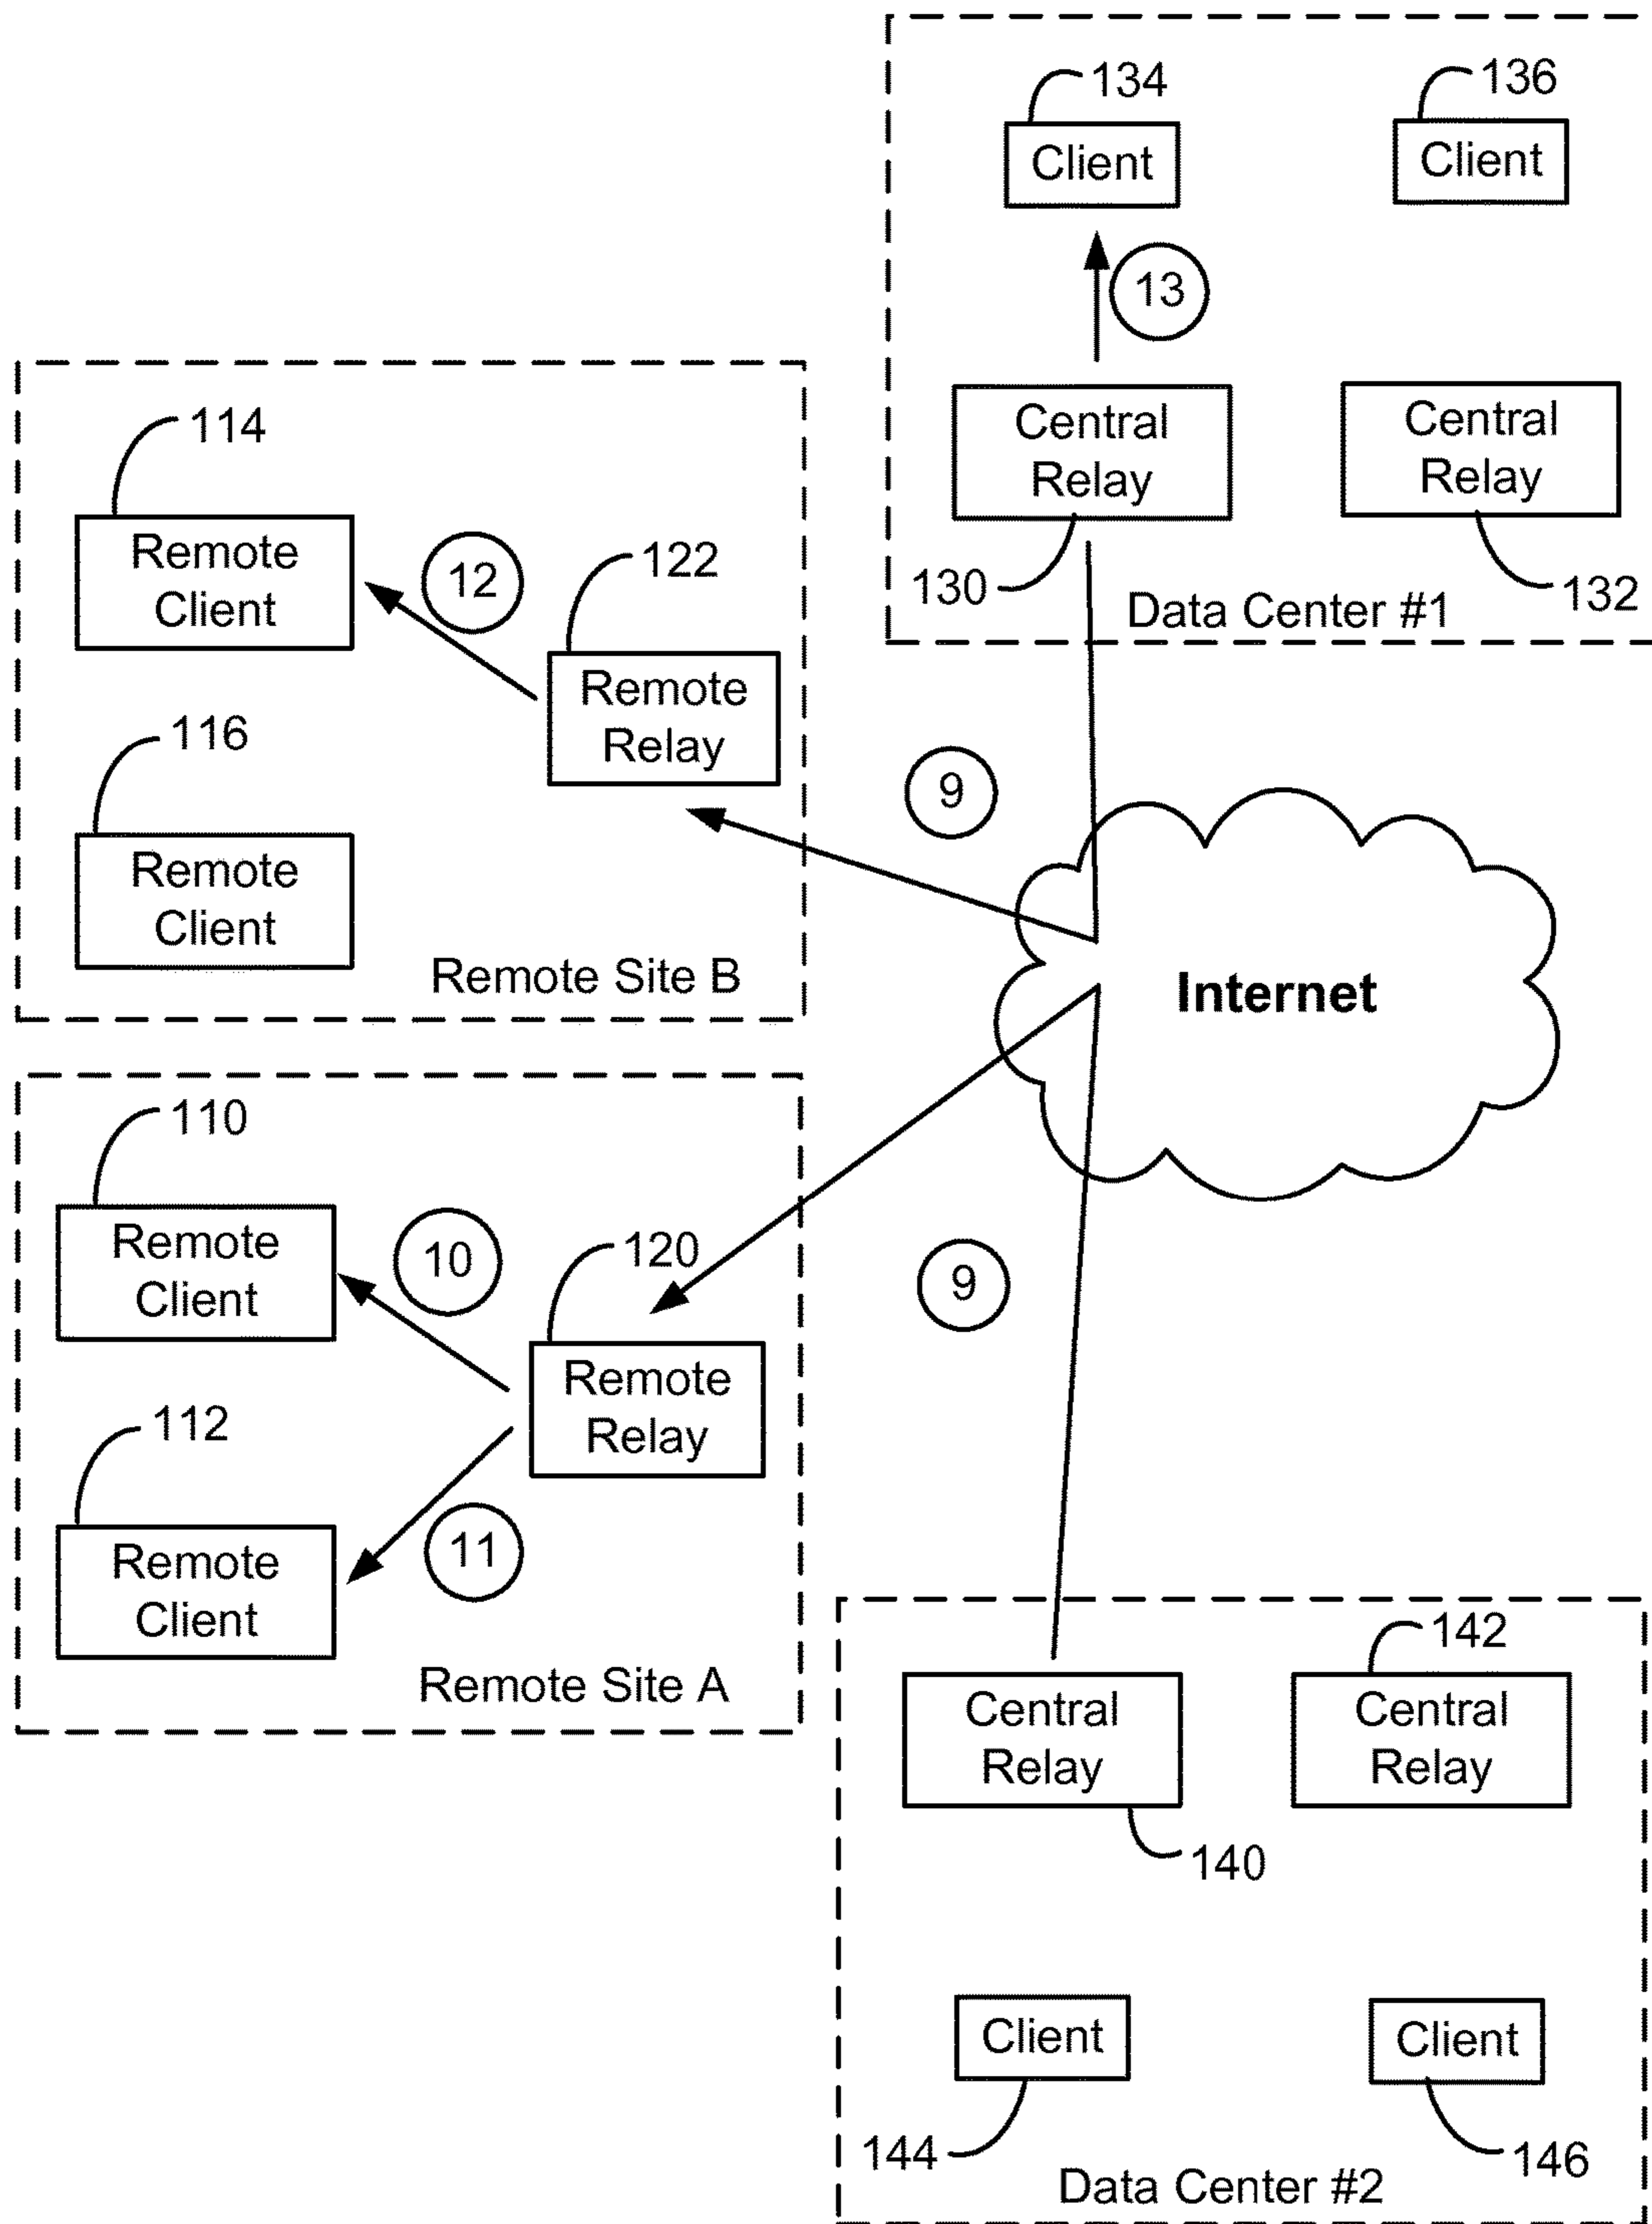 134
136
Client
Client
13
Central
Relay
Central
Relay
130
132
Data Center #1
114
Remote
Client
12
122
Remote
Relay
116
Remote
Client
Remote Site B
9
Internet
9
110
Remote
Client
10
120
Remote
Relay
112
Remote
Client
11
Remote Site A
142
Central
Relay
Central
Relay
140
Client
Client
144
146
Data Center #2